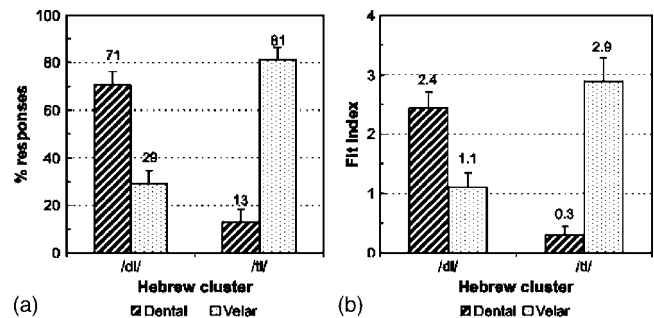 (a)
% responses
100
80
60
40
20
0
71
29
13
81
/dl/
/tl/
Hebrew cluster
Dental
Velar
(b)
Fit Index
4
3
2
1
0
2.4
1.1
0.3
2.9
/dl/
/tl/
Hebrew cluster
Dental
Velar